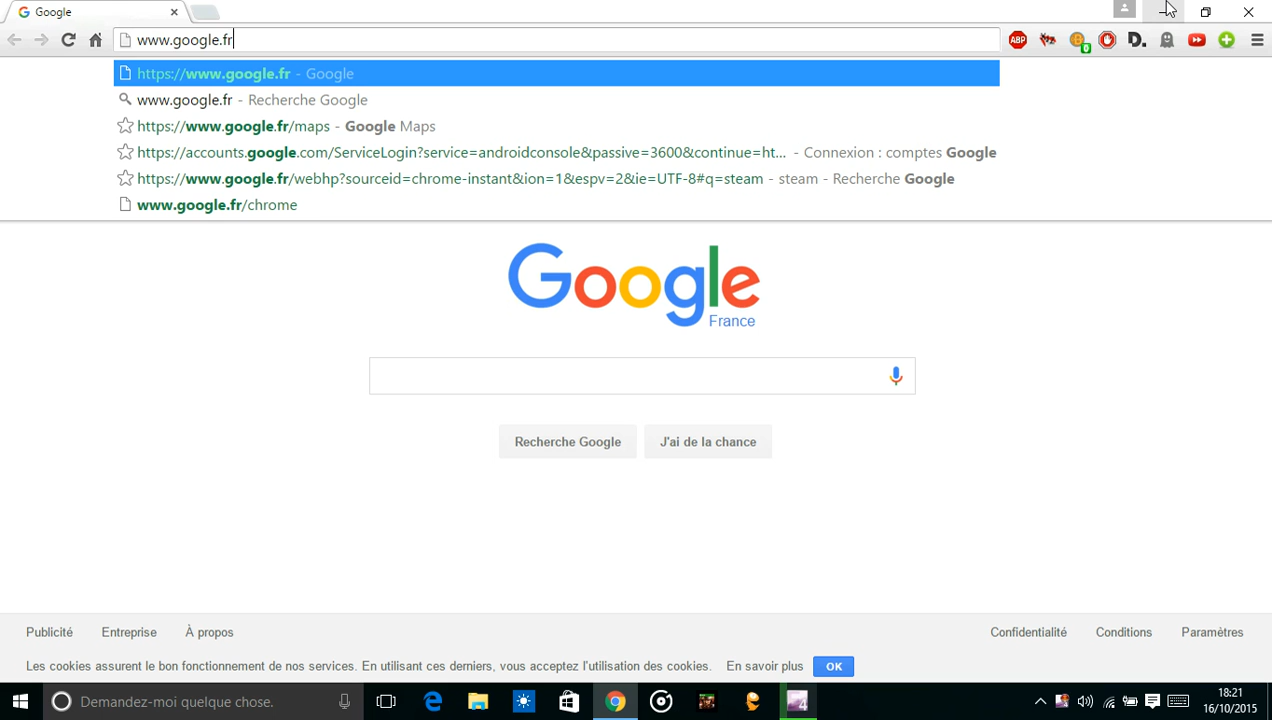 Google
www.google.fr
ABP
0
D.
https://www.google.fr - Google
www.google.fr - Recherche Google
https://www.google.fr/maps - Google Maps
https://accounts.google.com/ServiceLogin?service=androidconsole&passive=3600&continue=ht... - Connexion : comptes Google
https://www.google.fr/webhp?sourceid=chrome-instant&ion=1&espv=2&ie=UTF-8#q=steam - steam - Recherche Google
www.google.fr/chrome
Google
France
Recherche Google
J'ai de la chance
Publicité Entreprise À propos Confidentialité Conditions Paramètres
Les cookies assurent le bon fonctionnement de nos services. En utilisant ces derniers, vous acceptez l'utilisation des cookies. En savoir plus OK
Demandez-moi quelque chose.
4
18:21
16/10/2015